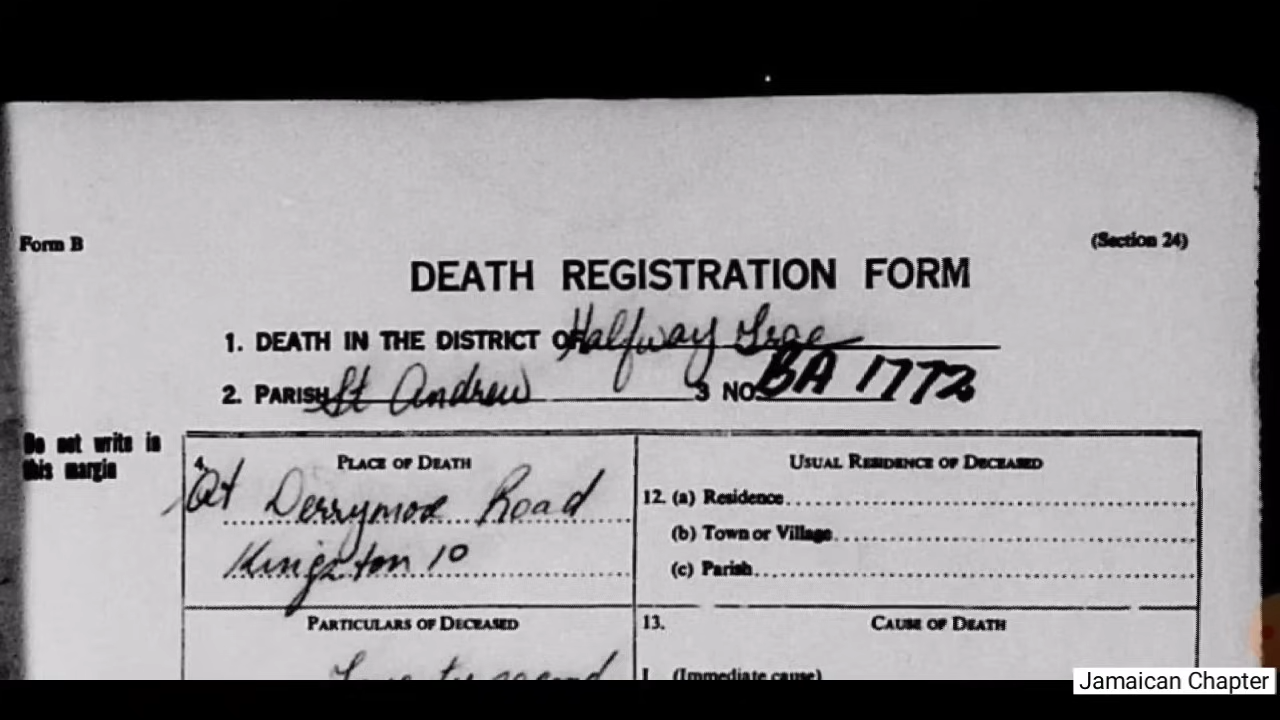 Form B
(Section 24)
DEATH REGISTRATION FORM
1. DEATH IN THE DISTRICT OF Halfway Tree
2. PARISH St Andrew 3 NO. BA 1772
Do not write in
this margin
4. PLACE OF DEATH
At Derrymore Road
Kingston 10
USUAL RESIDENCE OF DECEASED
12. (a) Residence
(b) Town or Village
(c) Parish
PARTICULARS OF DECEASED
Twenty second
13. CAUSE OF DEATH
I. (Immediate cause)
Jamaican Chapter